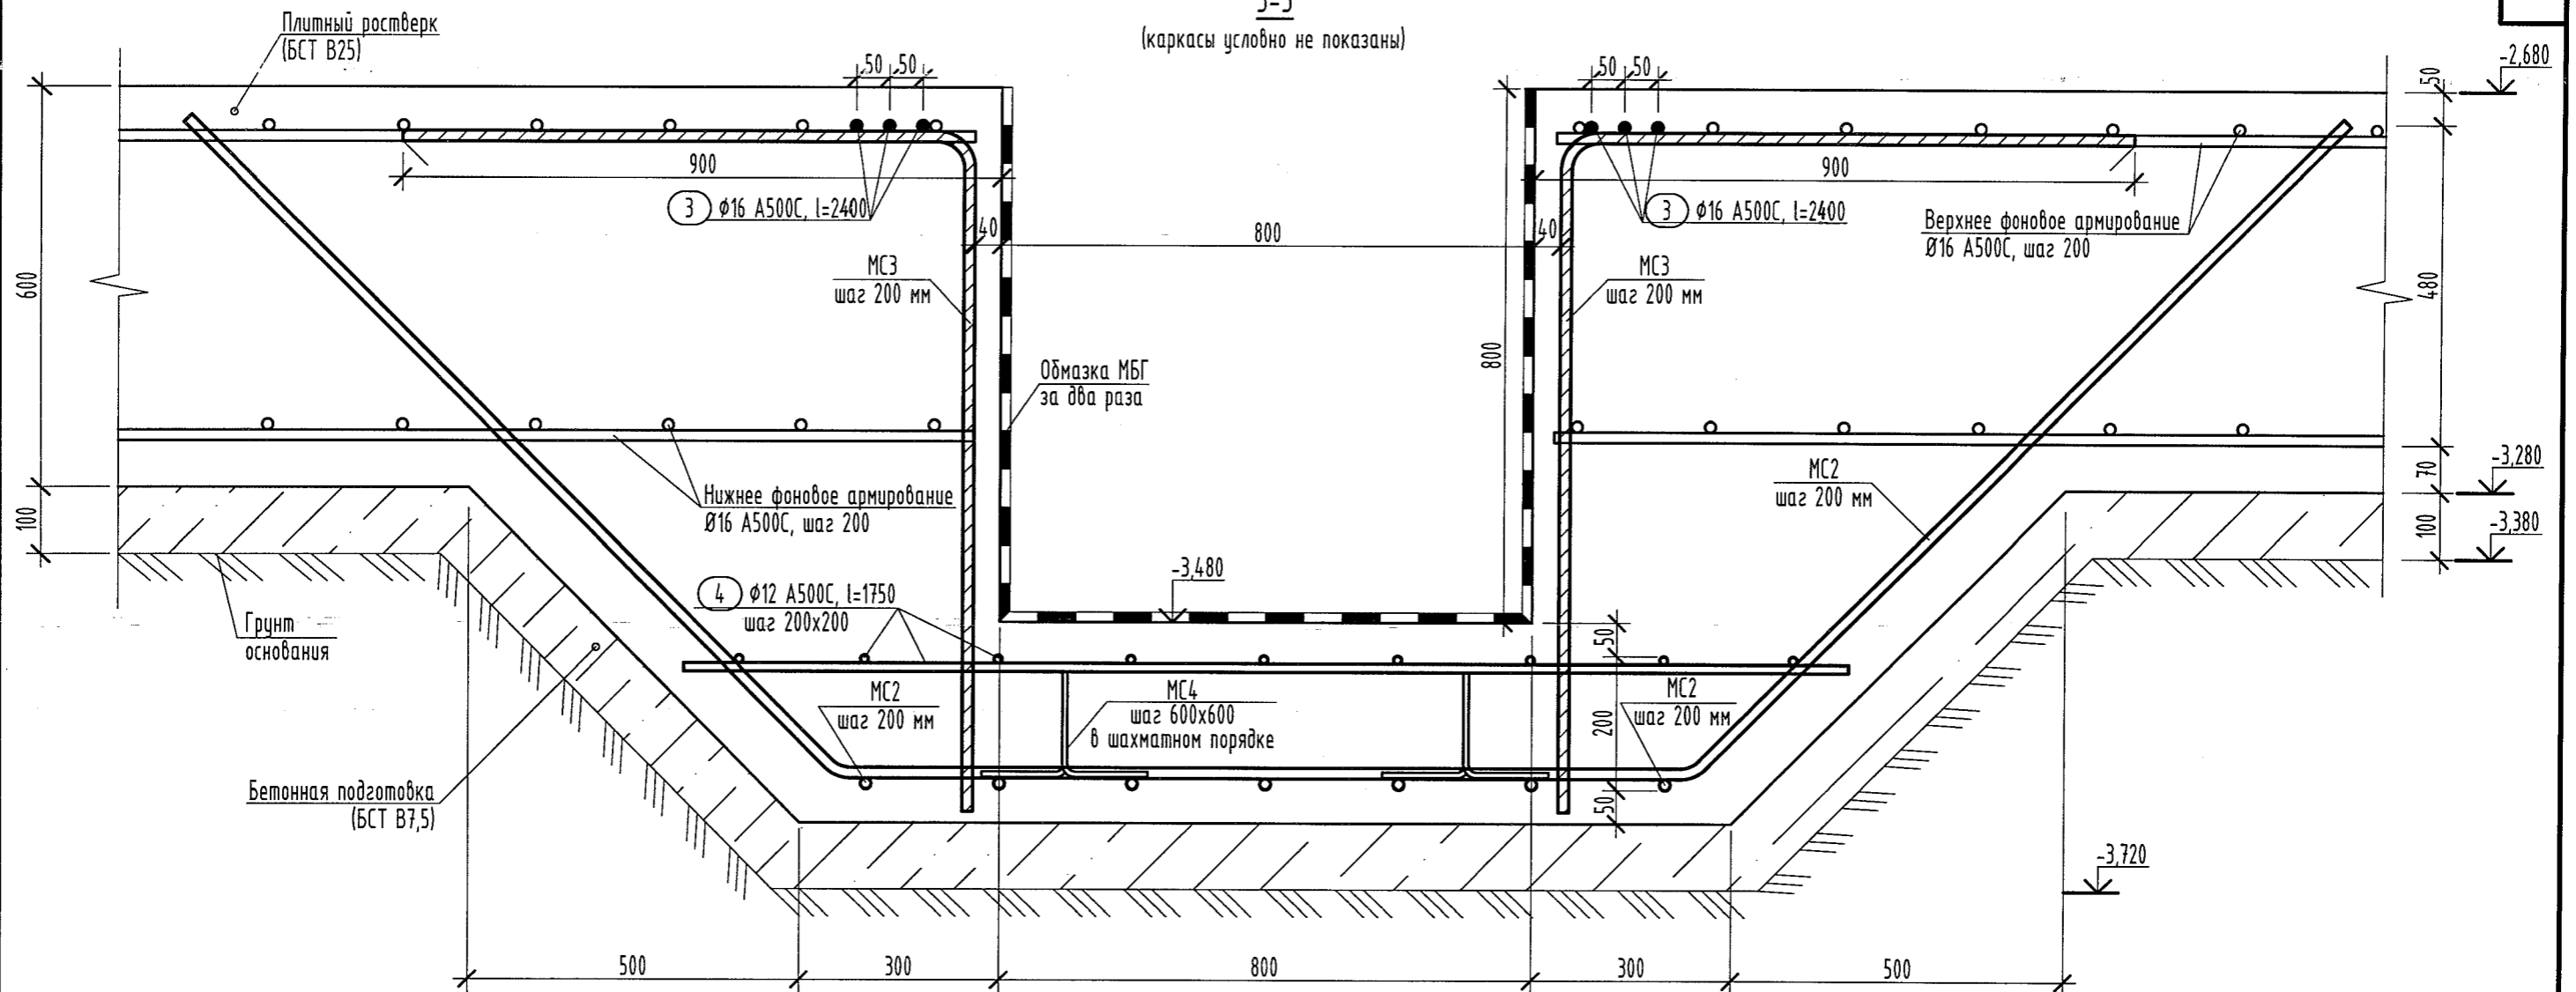 (каркасы условно не показаны)
Плитный ростверк
(БСТ В25)
50 50
50 50
-2,680
50
900
900
3 ϕ16 А500С, l=2400
3 ϕ16 А500С, l=2400
Верхнее фоновое армирование
Ø16 А500С, шаг 200
40
800
40
600
МС3
шаг 200 мм
МС3
шаг 200 мм
480
800
Обмазка МБГ
за два раза
Нижнее фоновое армирование
Ø16 А500С, шаг 200
МС2
шаг 200 мм
70
-3,280
100
100
-3,380
-3,480
4 ϕ12 А500С, l=1750
шаг 200х200
Грунт
основания
50
МС2
шаг 200 мм
МС4
шаг 600х600
в шахматном порядке
200
МС2
шаг 200 мм
50
Бетонная подготовка
(БСТ В7,5)
-3,720
500
300
800
300
500